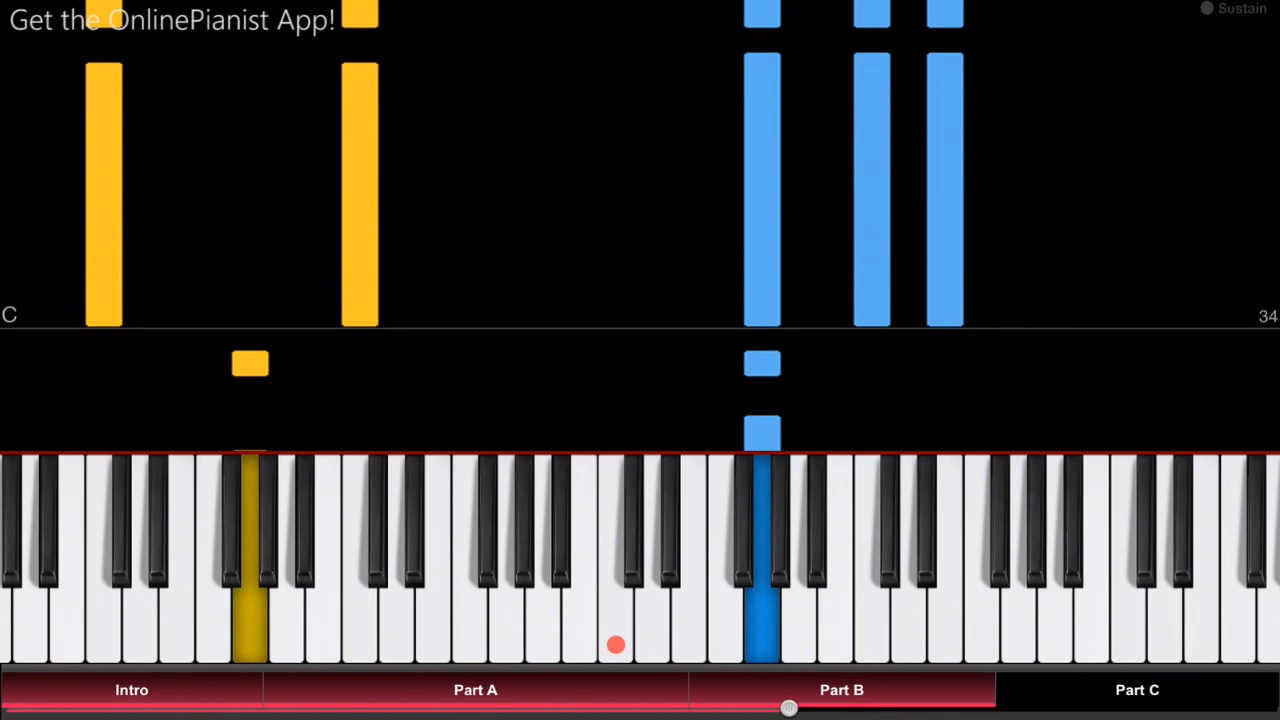 Get the OnlinePianist App!
Sustain
C
34
Intro
Part A
Part B
Part C